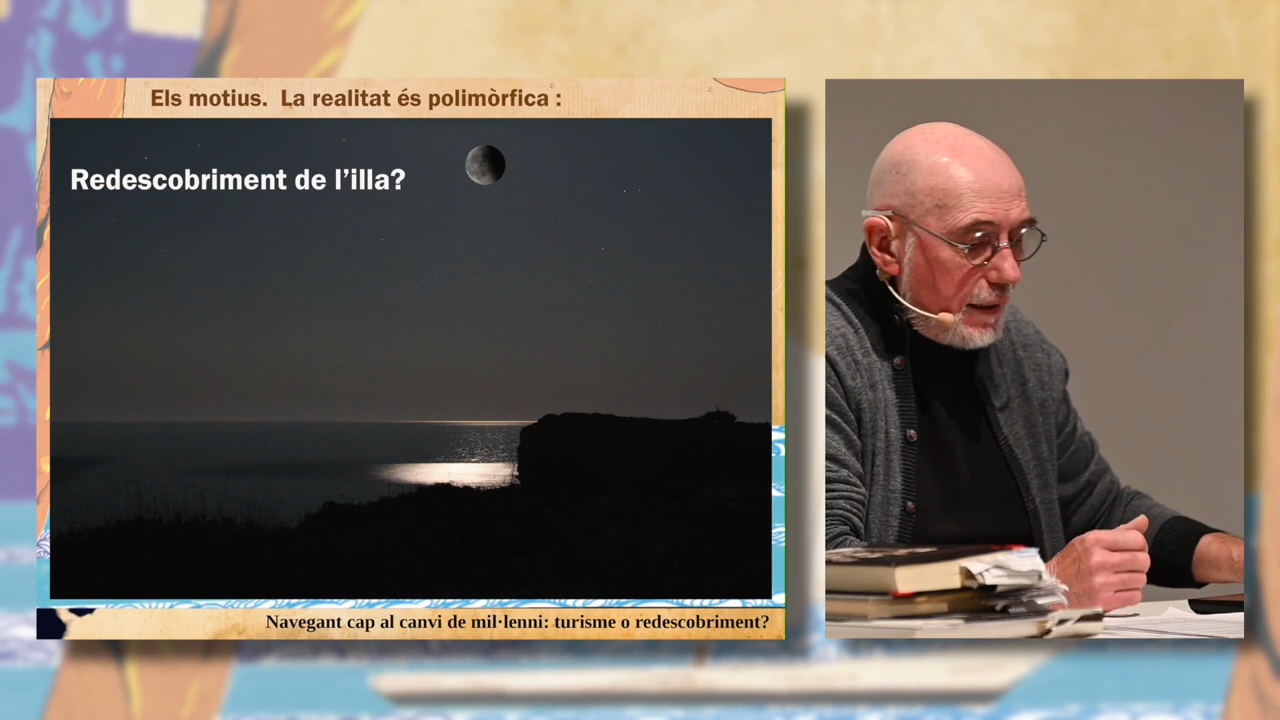 Els motius. La realitat és polimòrfica :
Redescobriment de l'illa?
Navegant cap al canvi de mil·lenni: turisme o redescobriment?